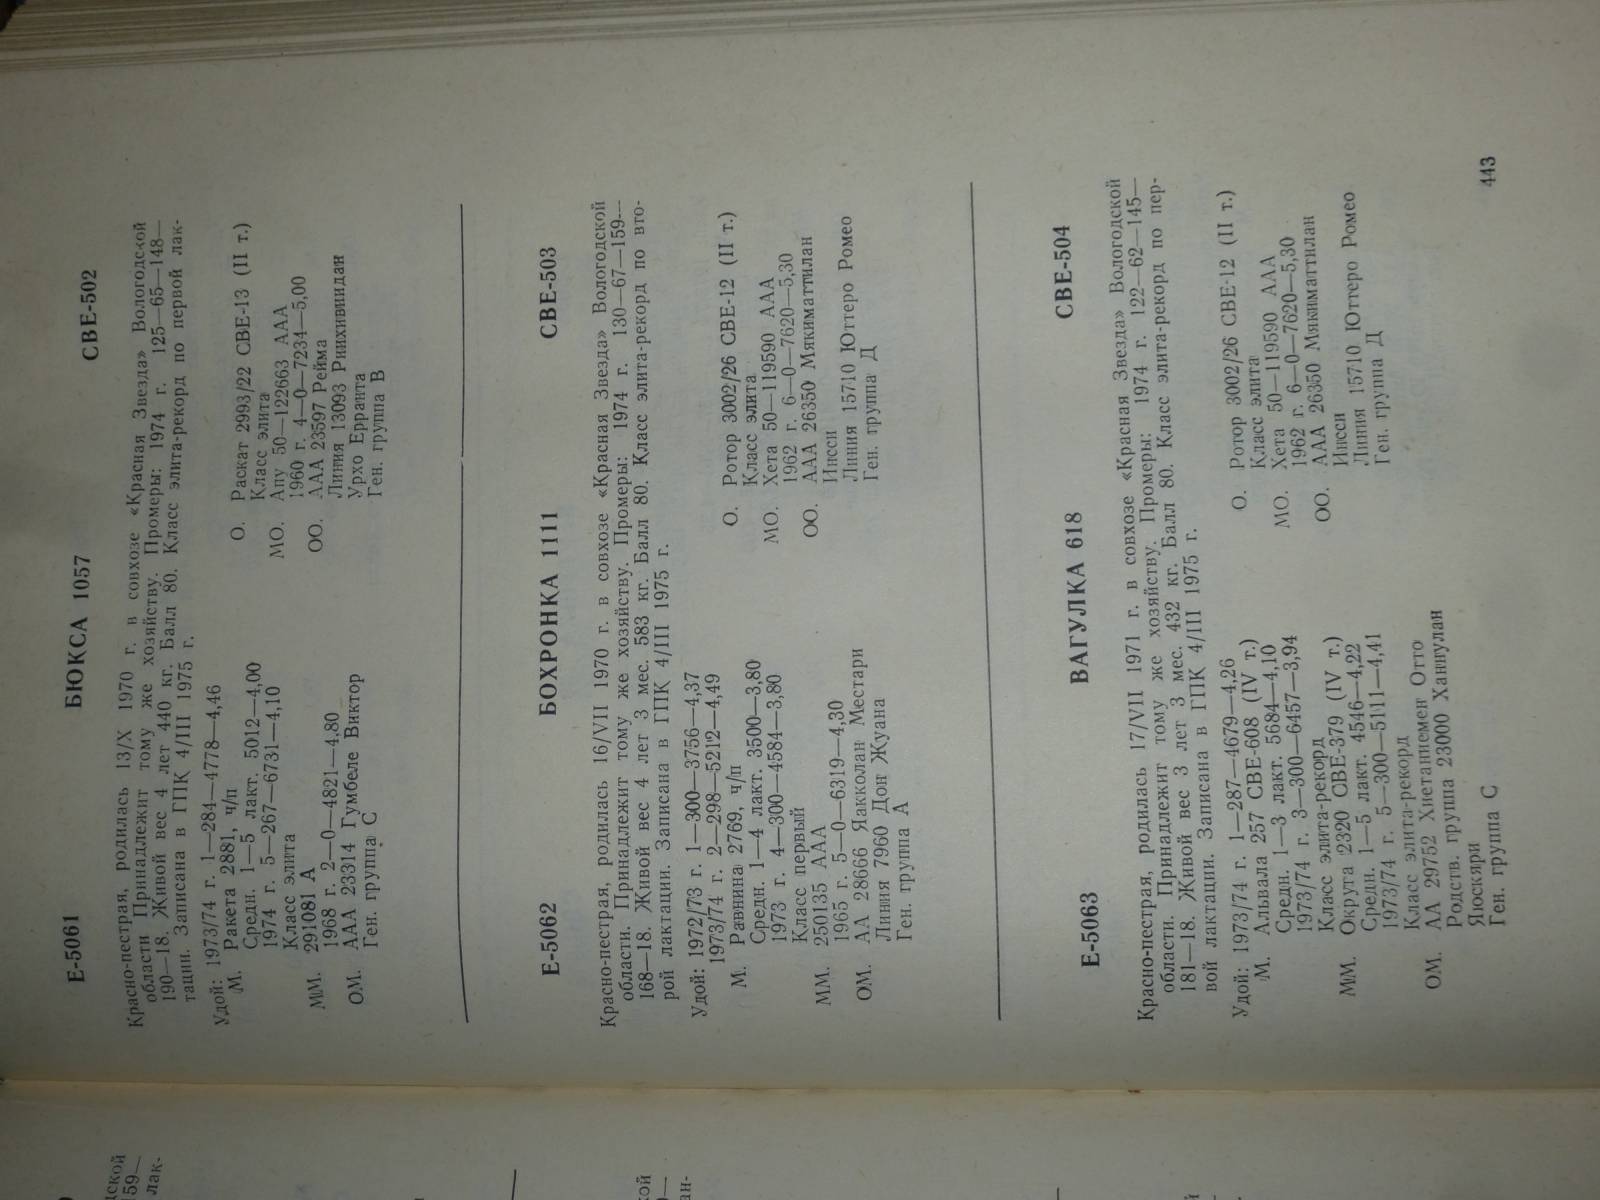 Е-5061 БЮКСА 1057 СВЕ-502
Красно-пестрая, родилась 13/X 1970 г. в совхозе «Красная Звезда» Вологодской
области Принадлежит тому же хозяйству. Промеры: 1974 г. 125—65—148—
190—18. Живой вес 4 лет 440 кг. Балл 80. Класс элита-рекорд по первой лак-
тации. Записана в ГПК 4/III 1975 г.
Удой: 1973/74 г. 1—284—4778—4,46
М. Ракета 2881, ч/п
Средн. 1—5 лакт. 5012—4,00
1974 г. 5—267—6731—4,10
Класс элита
ММ. 291081 А
1968 г. 2—0—4821—4,80
ОМ. ААА 23314 Гумбеле Виктор
Ген. группа С
О. Раскат 2993/22 СВЕ-13 (II т.)
Класс элита
МО. Апу 50—122663 ААА
1960 г. 4—0—7234—5,00
ОО. ААА 23597 Рейма
Линия 13093 Риихивиидан
Урхо Ерранта
Ген. группа В
Е-5062 БОХРОНКА 1111 СВЕ-503
Красно-пестрая, родилась 16/VII 1970 г. в совхозе «Красная Звезда» Вологодской
области. Принадлежит тому же хозяйству. Промеры: 1974 г. 130—67—159—
168—18. Живой вес 4 лет 3 мес. 583 кг. Балл 80. Класс элита-рекорд по вто-
рой лактации. Записана в ГПК 4/III 1975 г.
Удой: 1972/73 г. 1—300—3756—4,37
1973/74 г. 2—298—5212—4,49
М. Равнина 2769, ч/п
Средн. 1—4 лакт. 3500—3,80
1973 г. 4—300—4584—3,80
Класс первый
ММ. 250135 ААА
1965 г. 5—0—6319—4,30
ОМ. АА 28666 Яакколан Местари
Линия 7960 Дон Жуана
Ген. группа А
О. Ротор 3002/26 СВЕ-12 (II т.)
Класс элита
МО. Хета 50—119590 ААА
1962 г. 6—0—7620—5,30
ОО. ААА 26350 Мякиматтилан
Иисси
Линия 15710 Юттеро Ромео
Ген. группа Д
Е-5063 ВАГУЛКА 618 СВЕ-504
Красно-пестрая, родилась 17/VII 1971 г. в совхозе «Красная Звезда» Вологодской
области. Принадлежит тому же хозяйству. Промеры: 1974 г. 122—62—145—
181—18. Живой вес 3 лет 3 мес. 432 кг. Балл 80. Класс элита-рекорд по пер-
вой лактации. Записана в ГПК 4/III 1975 г.
Удой: 1973/74 г. 1—287—4679—4,26
М. Альвала 257 СВЕ-608 (IV т.)
Средн. 1—3 лакт. 5684—4,10
1973/74 г. 3—300—6457—3,94
Класс элита-рекорд
ММ. Округа 2320 СВЕ-379 (IV т.)
Средн. 1—5 лакт. 4546—4,22
1973/74 г. 5—300—5111—4,41
Класс элита-рекорд
ОМ. АА 29752 Хиетаниемен Отто
Родств. группа 23000 Ханнулан
Яюскяри
Ген. группа С
О. Ротор 3002/26 СВЕ-12 (II т.)
Класс элита
МО. Хета 50—119590 ААА
1962 г. 6—0—7620—5,30
ОО. ААА 26350 Мякиматтилан
Иисси
Линия 15710 Юттеро Ромео
Ген. группа Д
443